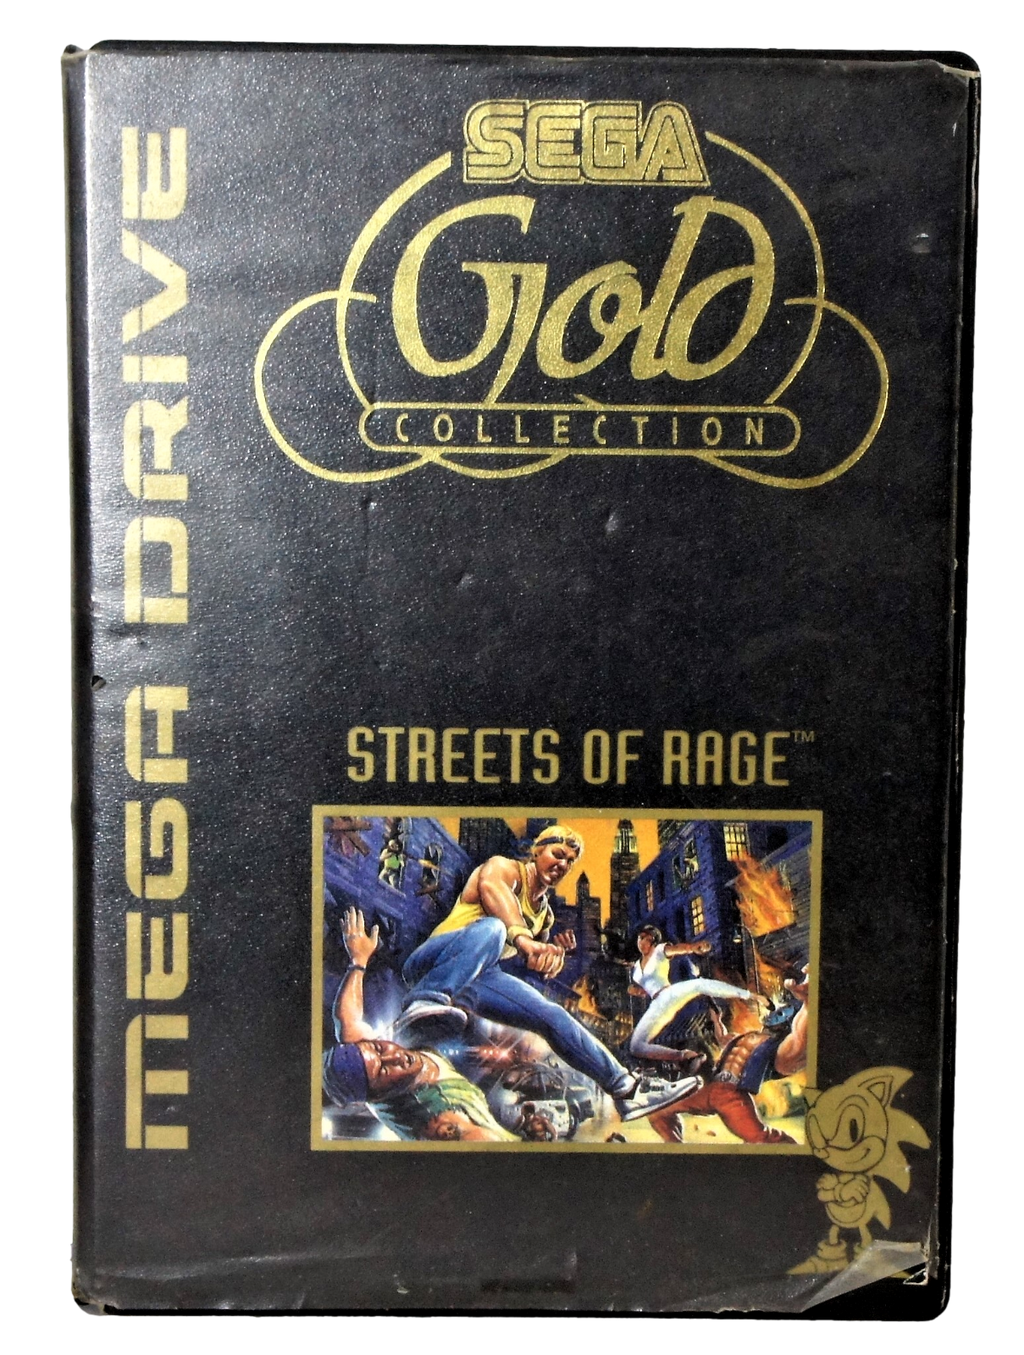 SEGA
Gold
COLLECTION
MEGA DRIVE
STREETS OF RAGE™